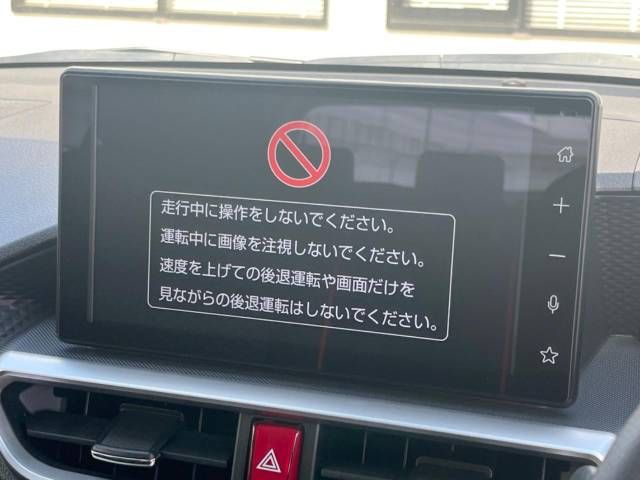 走行中に操作をしないでください。
運転中に画像を注視しないでください。
速度を上げての後退運転や画面だけを
見ながらの後退運転はしないでください。